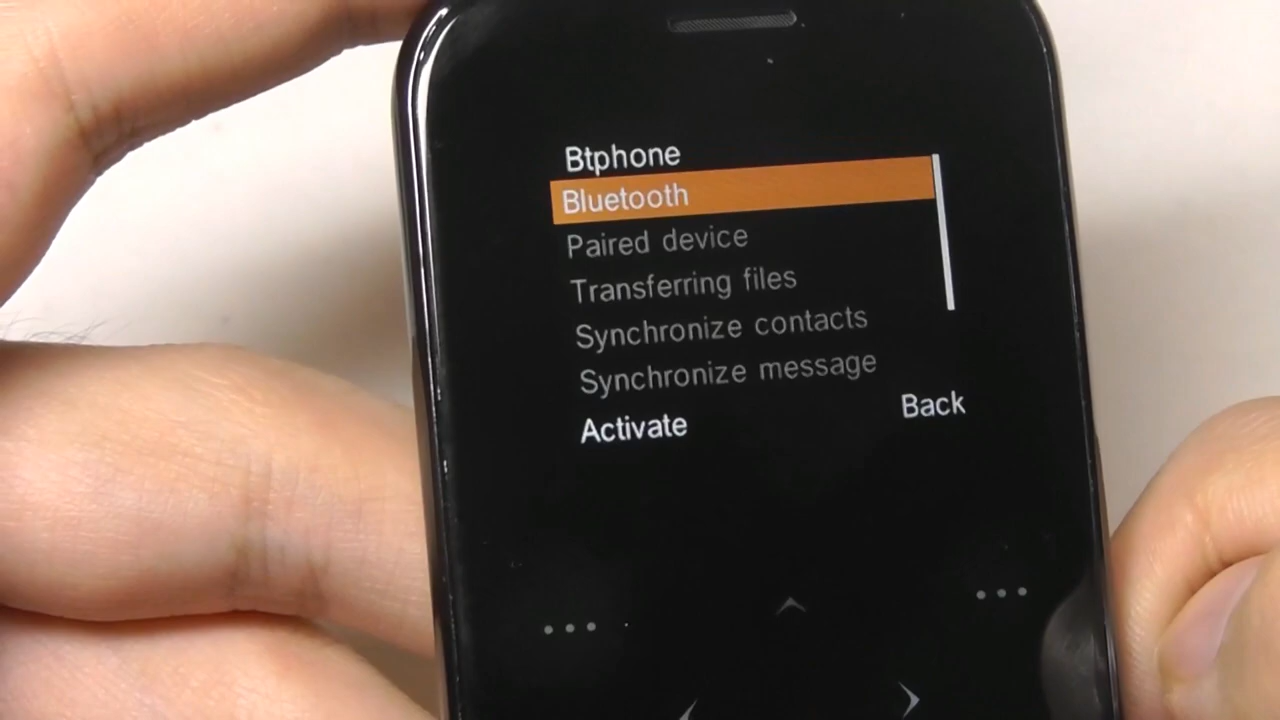 Btphone
Bluetooth
Paired device
Transferring files
Synchronize contacts
Synchronize message
Activate Back